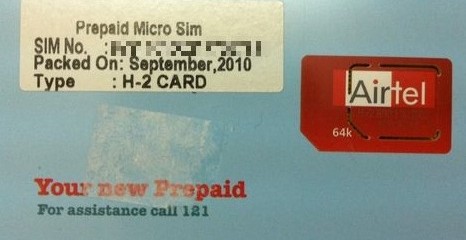 Prepaid Micro Sim
SIM No. :
Packed On: September,2010
Type : H-2 CARD
Airtel
64k
Your new Prepaid
For assistance call 121